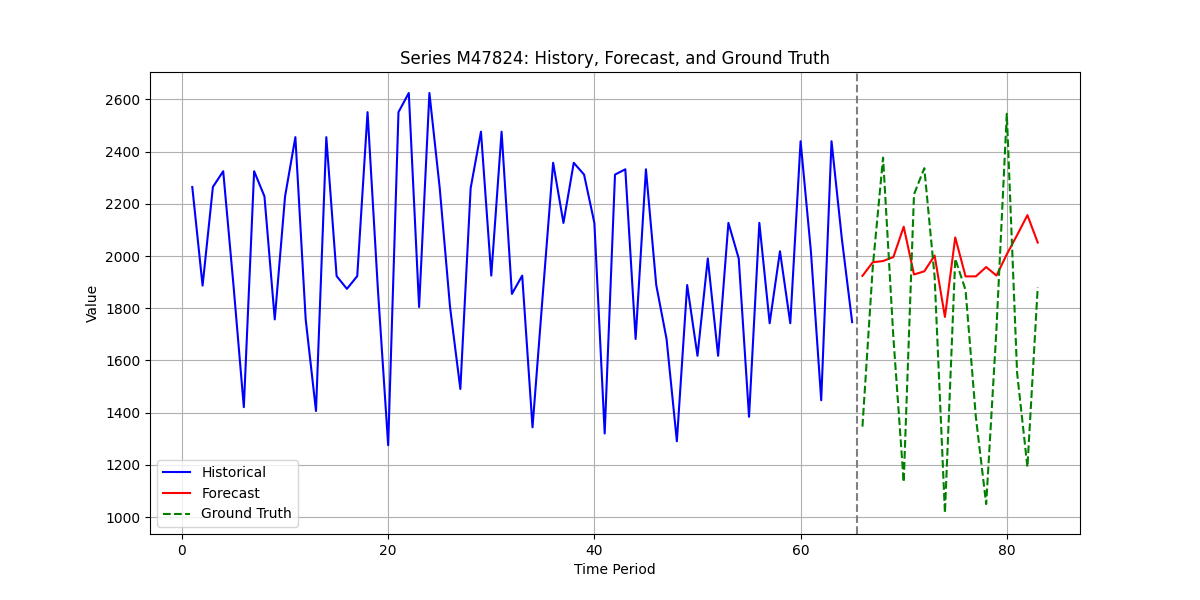 Series M47824: History, Forecast, and Ground Truth
Value
2600
2400
2200
2000
1800
1600
1400
1200
1000
Historical
Forecast
Ground Truth
0 20 40 60 80
Time Period